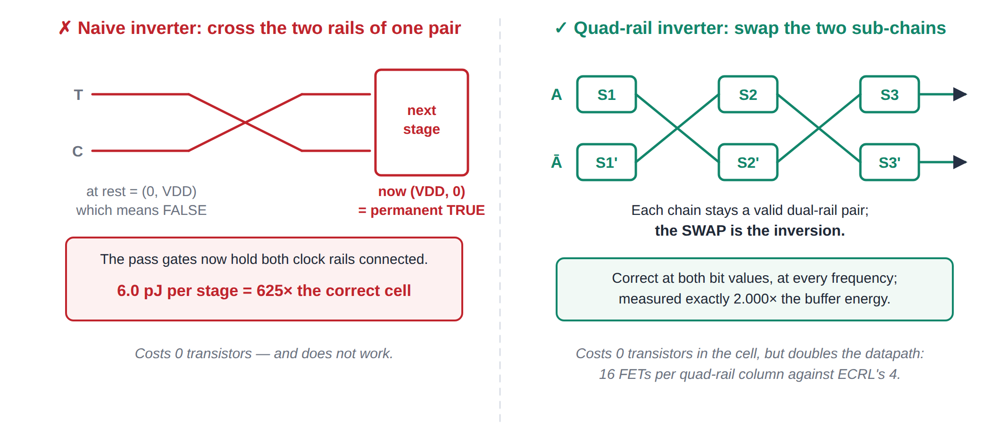 ✗ Naive inverter: cross the two rails of one pair
T
C
next
stage
at rest = (0, VDD)
which means FALSE
now (VDD, 0)
= permanent TRUE
The pass gates now hold both clock rails connected.
6.0 pJ per stage = 625× the correct cell
Costs 0 transistors — and does not work.
✓ Quad-rail inverter: swap the two sub-chains
A
S1
S2
S3
Ā
S1'
S2'
S3'
Each chain stays a valid dual-rail pair;
the SWAP is the inversion.
Correct at both bit values, at every frequency;
measured exactly 2.000× the buffer energy.
Costs 0 transistors in the cell, but doubles the datapath:
16 FETs per quad-rail column against ECRL's 4.